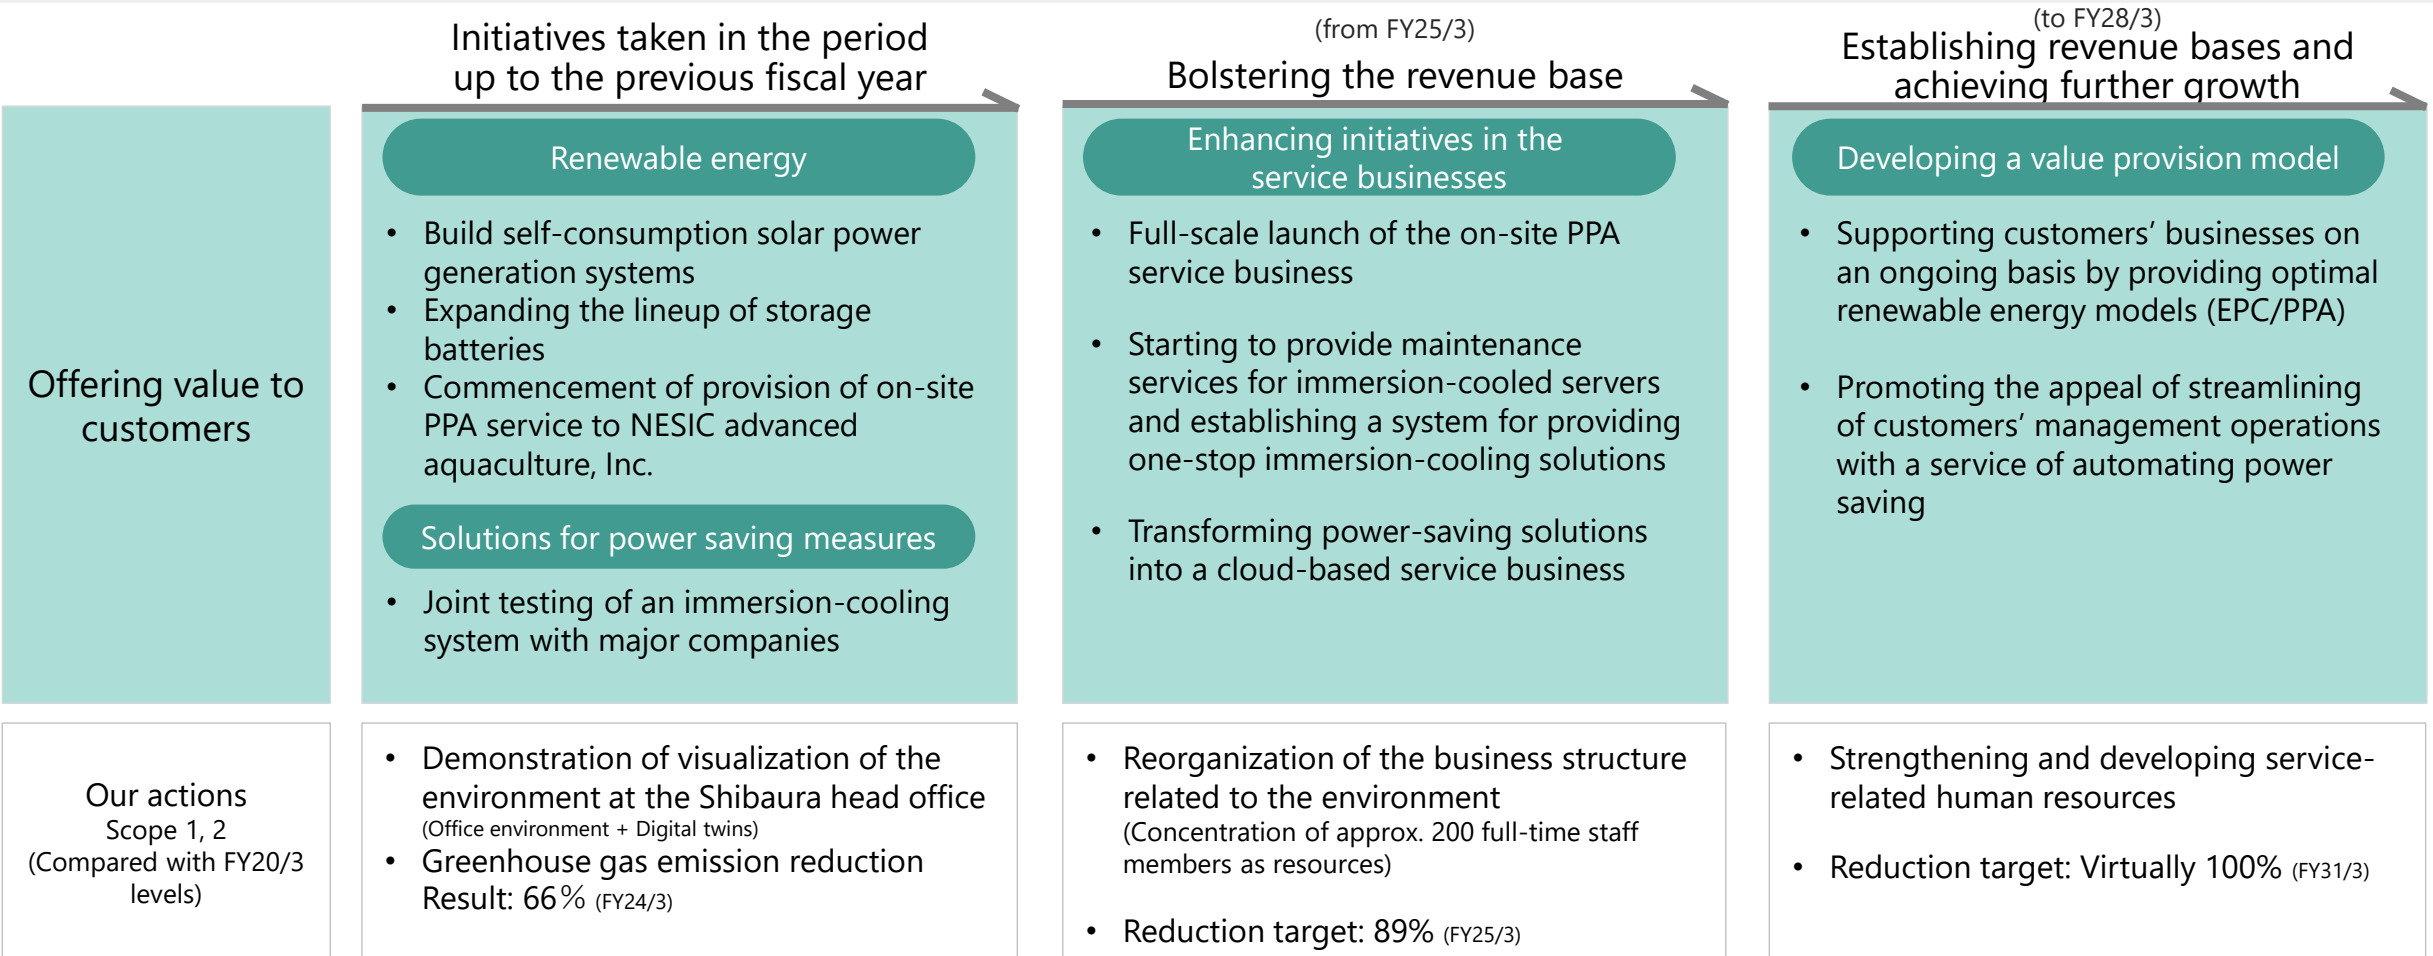 Initiatives taken in the period
up to the previous fiscal year
(from FY25/3)
Bolstering the revenue base
(to FY28/3)
Establishing revenue bases and
achieving further growth
Offering value to
customers
Renewable energy
• Build self-consumption solar power
generation systems
• Expanding the lineup of storage
batteries
• Commencement of provision of on-site
PPA service to NESIC advanced
aquaculture, Inc.
Solutions for power saving measures
• Joint testing of an immersion-cooling
system with major companies
Enhancing initiatives in the
service businesses
• Full-scale launch of the on-site PPA
service business
• Starting to provide maintenance
services for immersion-cooled servers
and establishing a system for providing
one-stop immersion-cooling solutions
• Transforming power-saving solutions
into a cloud-based service business
Developing a value provision model
• Supporting customers’ businesses on
an ongoing basis by providing optimal
renewable energy models (EPC/PPA)
• Promoting the appeal of streamlining
of customers’ management operations
with a service of automating power
saving
Our actions
Scope 1, 2
(Compared with FY20/3
levels)
• Demonstration of visualization of the
environment at the Shibaura head office
(Office environment + Digital twins)
• Greenhouse gas emission reduction
Result: 66% (FY24/3)
• Reorganization of the business structure
related to the environment
(Concentration of approx. 200 full-time staff
members as resources)
• Reduction target: 89% (FY25/3)
• Strengthening and developing service-
related human resources
• Reduction target: Virtually 100% (FY31/3)